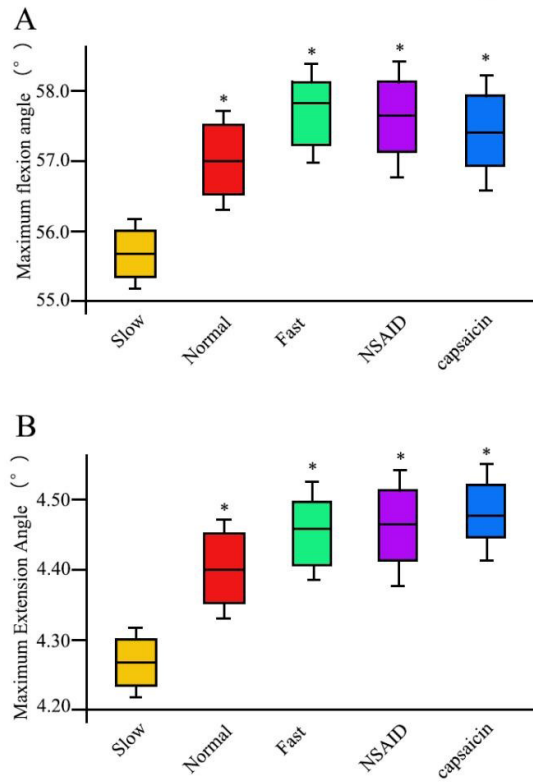 A
Maximum flexion angle （°）
58.0
57.0
56.0
55.0
* * * *
Slow Normal Fast NSAID capsaicin
B
Maximum Extension Angle （°）
4.50
4.40
4.30
4.20
* * * *
Slow Normal Fast NSAID capsaicin